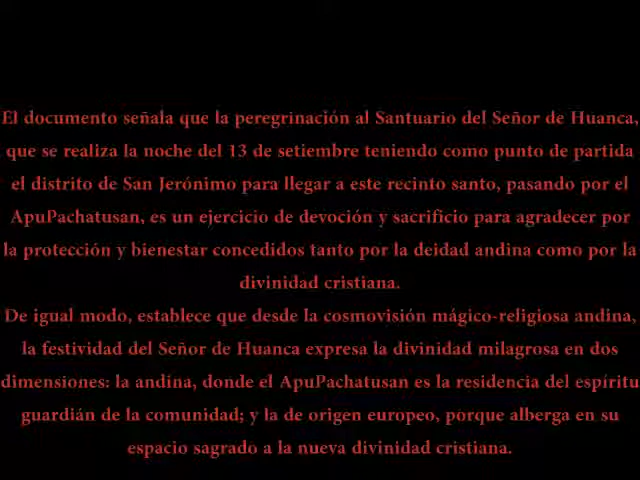 El documento señala que la peregrinación al Santuario del Señor de Huanca,
que se realiza la noche del 13 de setiembre teniendo como punto de partida
el distrito de San Jerónimo para llegar a este recinto santo, pasando por el
ApuPachatusan, es un ejercicio de devoción y sacrificio para agradecer por
la protección y bienestar concedidos tanto por la deidad andina como por la
divinidad cristiana.
De igual modo, establece que desde la cosmovisión mágico-religiosa andina,
la festividad del Señor de Huanca expresa la divinidad milagrosa en dos
dimensiones: la andina, donde el ApuPachatusan es la residencia del espíritu
guardián de la comunidad; y la de origen europeo, porque alberga en su
espacio sagrado a la nueva divinidad cristiana.